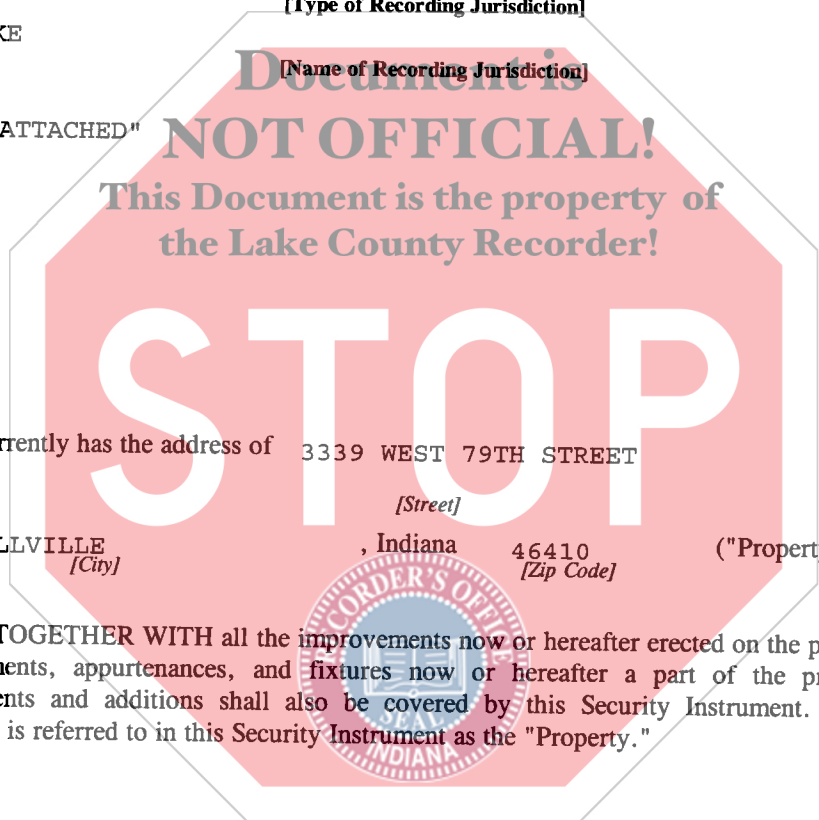 [Type of Recording Jurisdiction]
KE
[Name of Recording Jurisdiction]
Document is
ATTACHED"
NOT OFFICIAL!
This Document is the property of
the Lake County Recorder!
STOP
rrently has the address of 3339 WEST 79TH STREET
[Street]
LLVILLE , Indiana 46410 ("Property
[City] [Zip Code]
RECORDER'S OFFICE
TOGETHER WITH all the improvements now or hereafter erected on the p
ents, appurtenances, and fixtures now or hereafter a part of the pr
ents and additions shall also be covered by this Security Instrument.
SEAL
is referred to in this Security Instrument as the "Property."
INDIANA